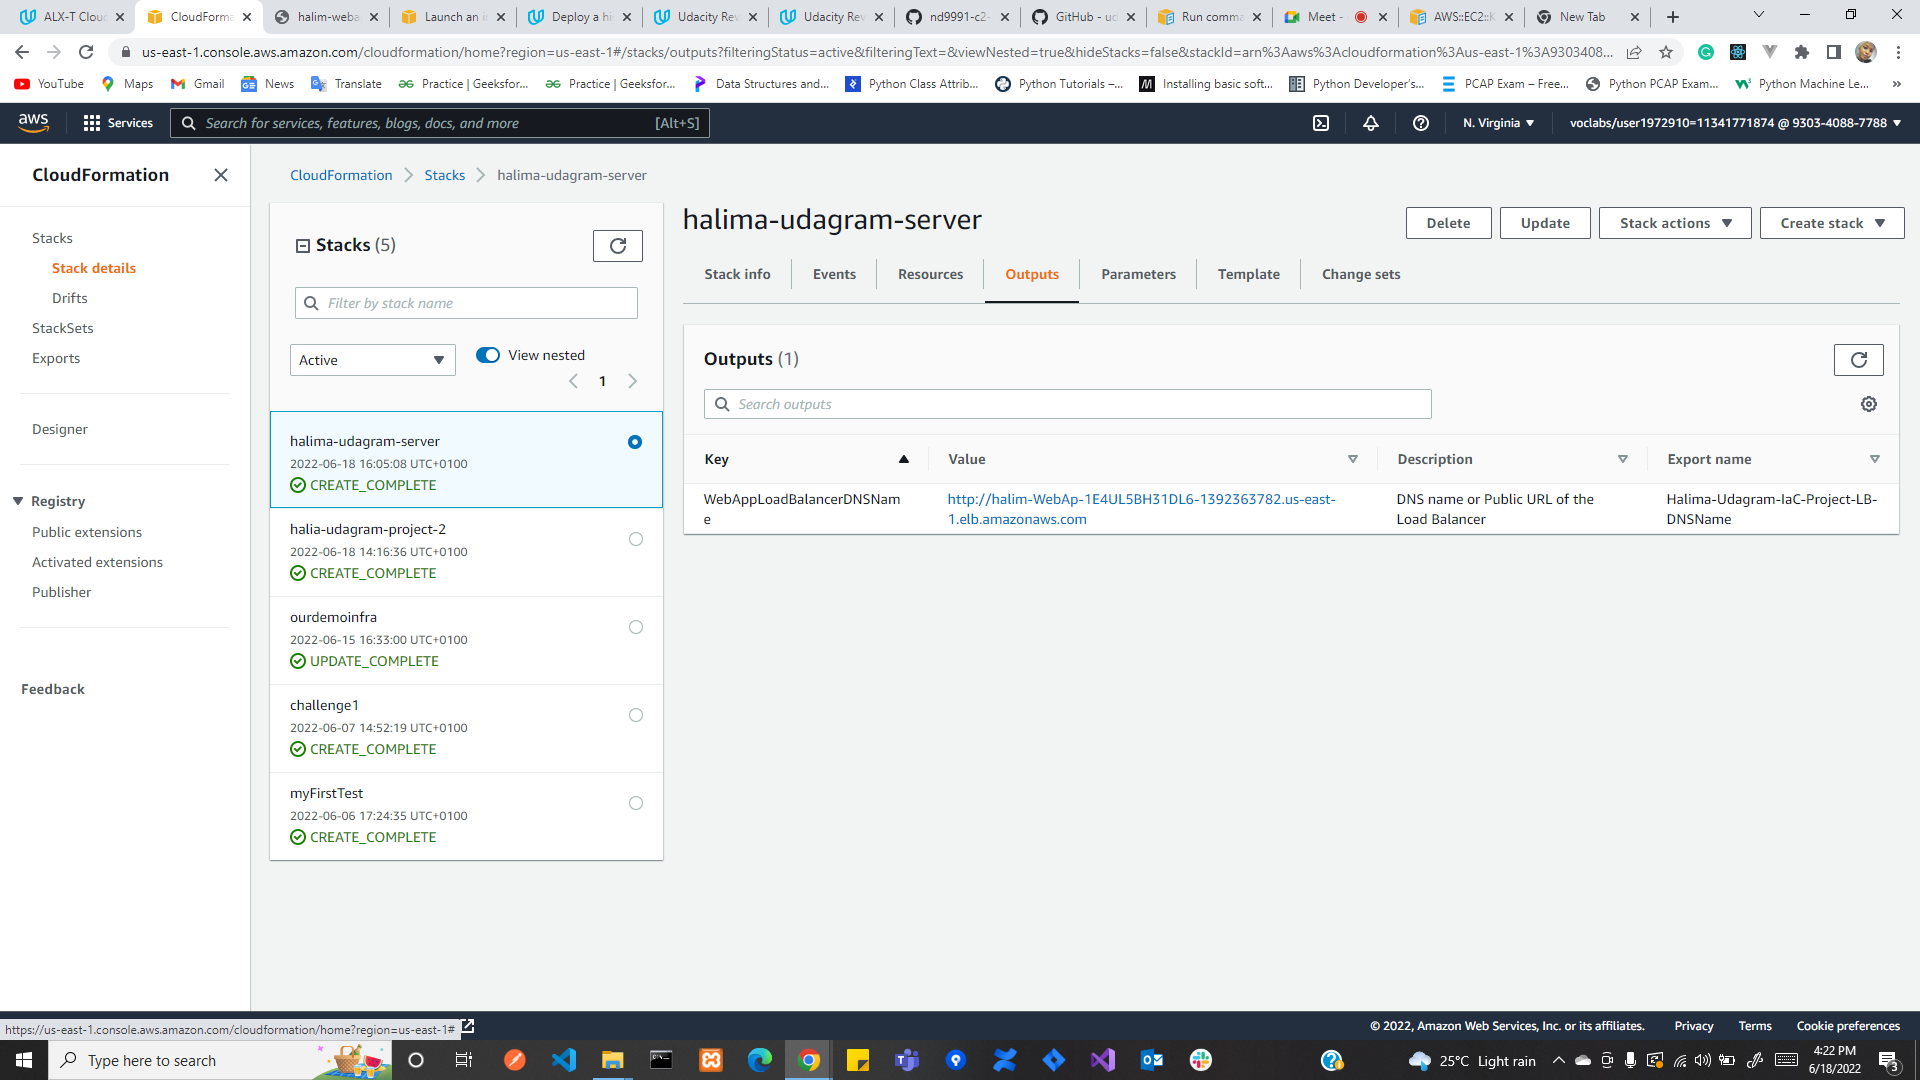 ALX-T Clou
CloudForma
halim-weba
Launch an i
Deploy a hi
Udacity Rev
Udacity Rev
nd9991-c2-
GitHub - ud
Run comma
Meet -
AWS::EC2::K
New Tab
us-east-1.console.aws.amazon.com/cloudformation/home?region=us-east-1#/stacks/outputs?filteringStatus=active&filteringText=&viewNested=true&hideStacks=false&stackId=arn%3Aaws%3Acloudformation%3Aus-east-1%3A9303408...
YouTube
Maps
Gmail
News
Translate
Practice | Geeksfor...
Practice | Geeksfor...
Data Structures and...
Python Class Attrib...
Python Tutorials –...
Installing basic soft...
Python Developer's...
PCAP Exam – Free...
Python PCAP Exam...
Python Machine Le...
aws
Services
Search for services, features, blogs, docs, and more [Alt+S]
N. Virginia
voclabs/user1972910=11341771874 @ 9303-4088-7788
CloudFormation
Stacks
Stack details
Drifts
StackSets
Exports
Designer
Registry
Public extensions
Activated extensions
Publisher
Feedback
CloudFormation
Stacks
halima-udagram-server
Stacks (5)
Filter by stack name
Active
View nested
1
halima-udagram-server
2022-06-18 16:05:08 UTC+0100
CREATE_COMPLETE
halia-udagram-project-2
2022-06-18 14:16:36 UTC+0100
CREATE_COMPLETE
ourdemoinfra
2022-06-15 16:33:00 UTC+0100
UPDATE_COMPLETE
challenge1
2022-06-07 14:52:19 UTC+0100
CREATE_COMPLETE
myFirstTest
2022-06-06 17:24:35 UTC+0100
CREATE_COMPLETE
halima-udagram-server
Delete
Update
Stack actions
Create stack
Stack info
Events
Resources
Outputs
Parameters
Template
Change sets
Outputs (1)
Search outputs
Key
Value
Description
Export name
WebAppLoadBalancerDNSNam
e
http://halim-WebAp-1E4UL5BH31DL6-1392363782.us-east-
1.elb.amazonaws.com
DNS name or Public URL of the
Load Balancer
Halima-Udagram-IaC-Project-LB-
DNSName
https://us-east-1.console.aws.amazon.com/cloudformation/home?region=us-east-1#
© 2022, Amazon Web Services, Inc. or its affiliates.
Privacy
Terms
Cookie preferences
Type here to search
25°C Light rain
4:22 PM
6/18/2022
3